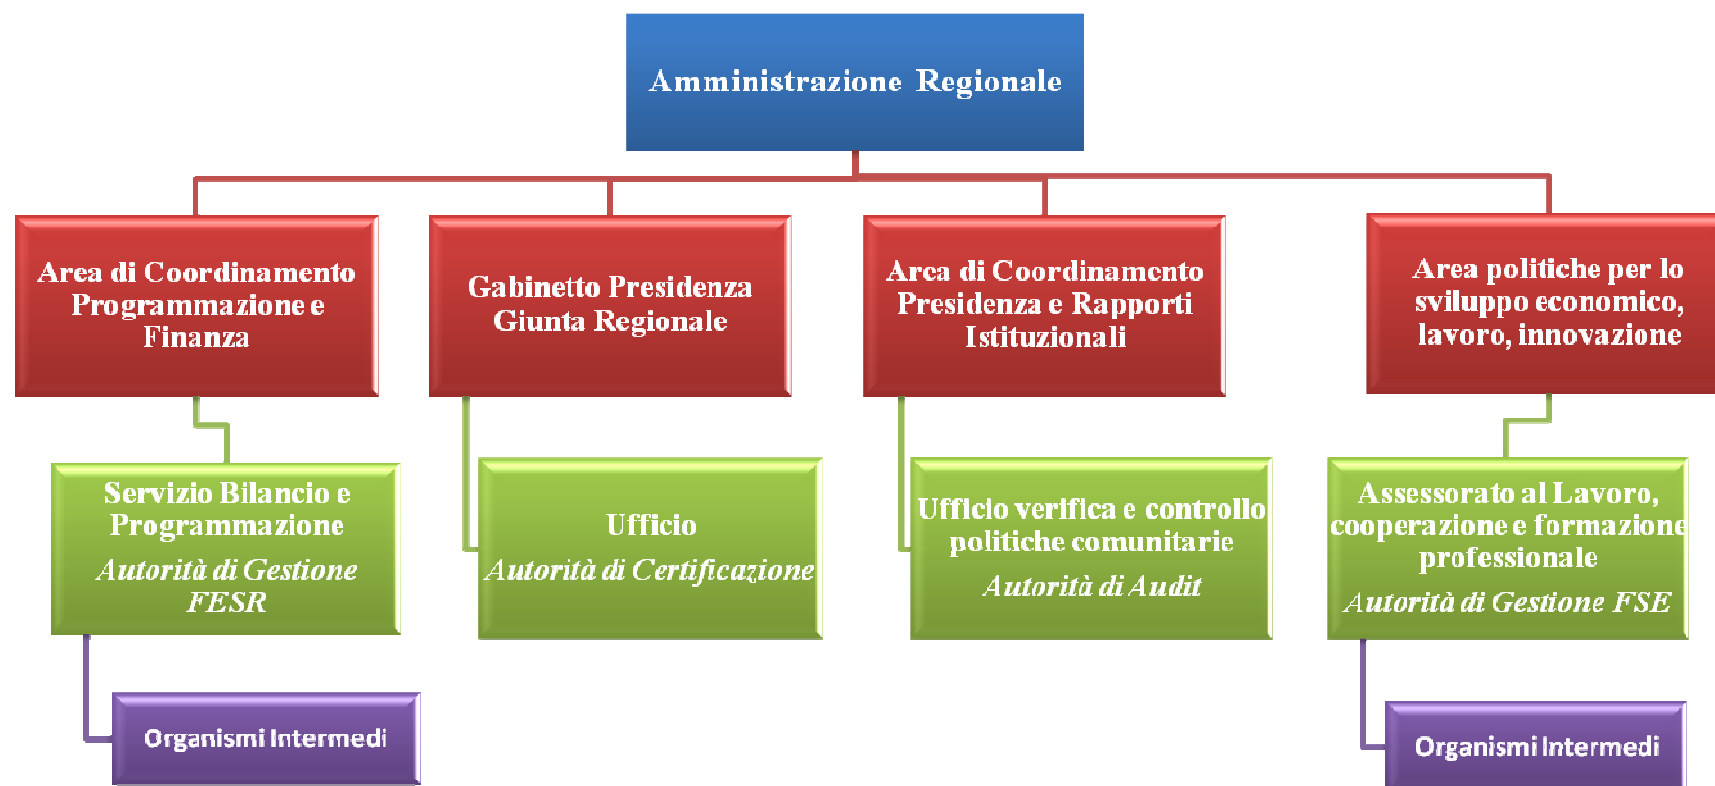 Amministrazione Regionale
Area di Coordinamento
Programmazione e
Finanza
Gabinetto Presidenza
Giunta Regionale
Area di Coordinamento
Presidenza e Rapporti
Istituzionali
Area politiche per lo
sviluppo economico,
lavoro, innovazione
Servizio Bilancio e
Programmazione
Autorità di Gestione
FESR
Ufficio
Autorità di Certificazione
Ufficio verifica e controllo
politiche comunitarie
Autorità di Audit
Assessorato al Lavoro,
cooperazione e formazione
professionale
Autorità di Gestione FSE
Organismi Intermedi
Organismi Intermedi